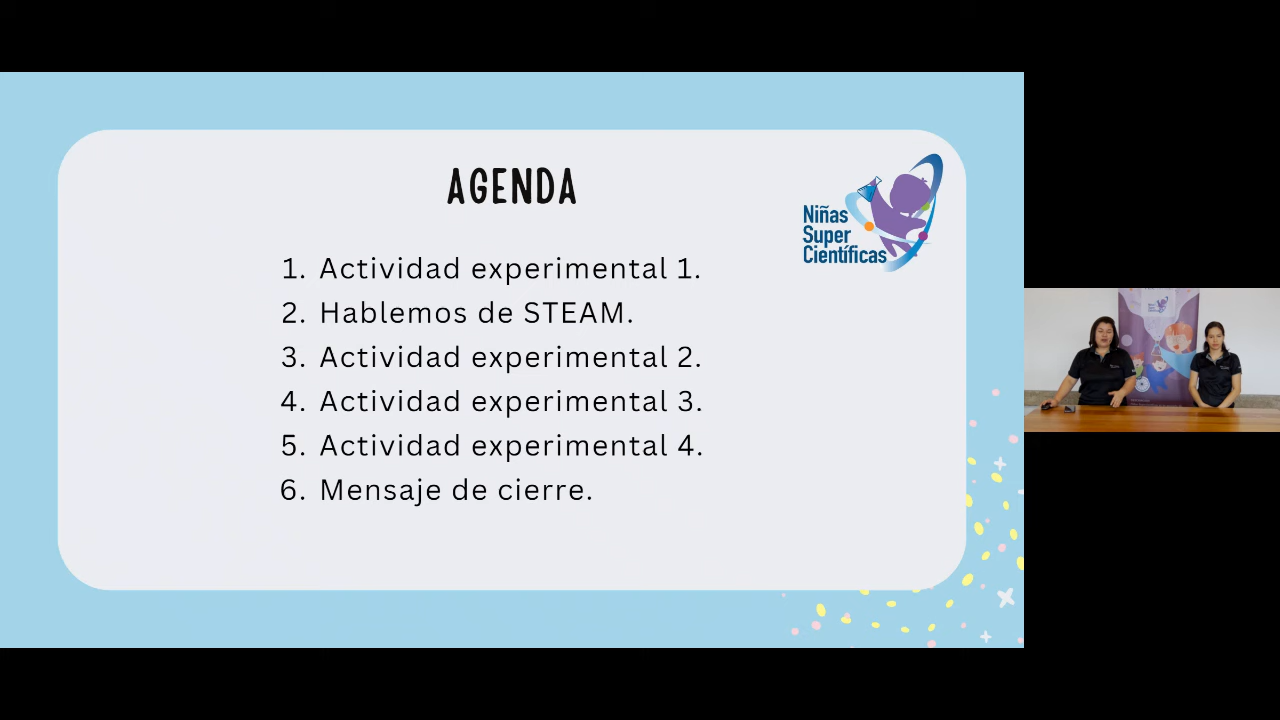 AGENDA
Niñas
Super
Científicas
1. Actividad experimental 1.
2. Hablemos de STEAM.
3. Actividad experimental 2.
4. Actividad experimental 3.
5. Actividad experimental 4.
6. Mensaje de cierre.